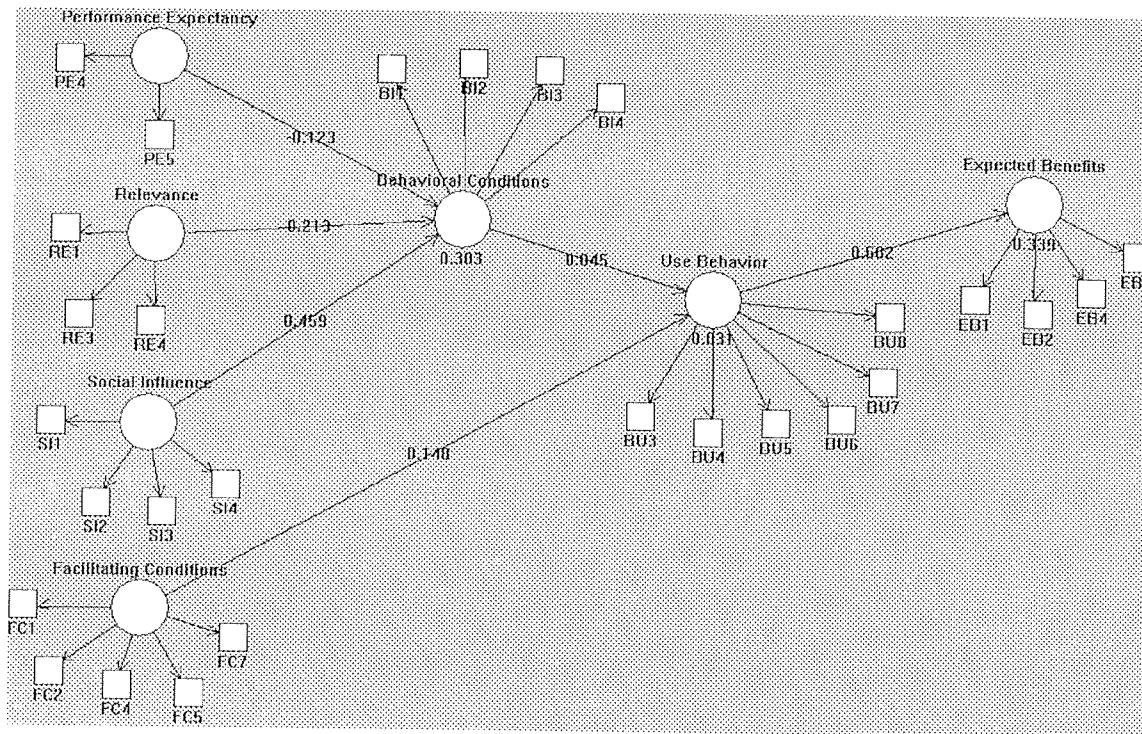 Performance Expectancy
PE4
PE5
-0.123
BI1
BI2
BI3
BI4
Behavioral Conditions
0.303
Relevance
RE1
RE3
RE4
0.213
Expected Benefits
0.339
EB1
EB2
EB4
EB
0.045
Use Behavior
0.031
0.602
BU8
BU7
BU3
BU4
BU5
BU6
0.459
Social Influence
SI1
SI2
SI3
SI4
0.148
Facilitating Conditions
FC1
FC2
FC4
FC5
FC7